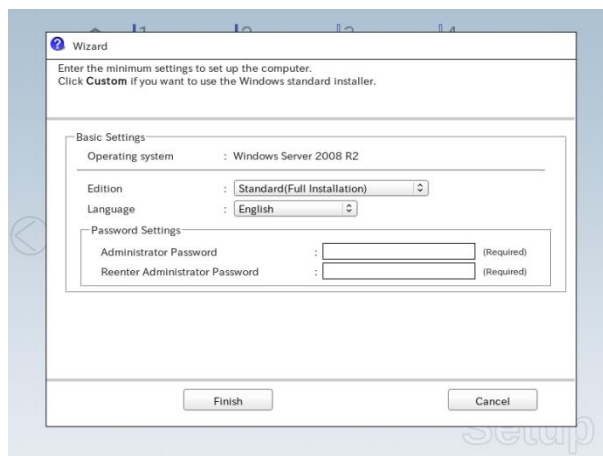 Wizard
Enter the minimum settings to set up the computer.
Click Custom if you want to use the Windows standard installer.
Basic Settings
Operating system : Windows Server 2008 R2
Edition : Standard(Full Installation)
Language : English
Password Settings
Administrator Password : (Required)
Reenter Administrator Password : (Required)
Finish
Cancel
Setup